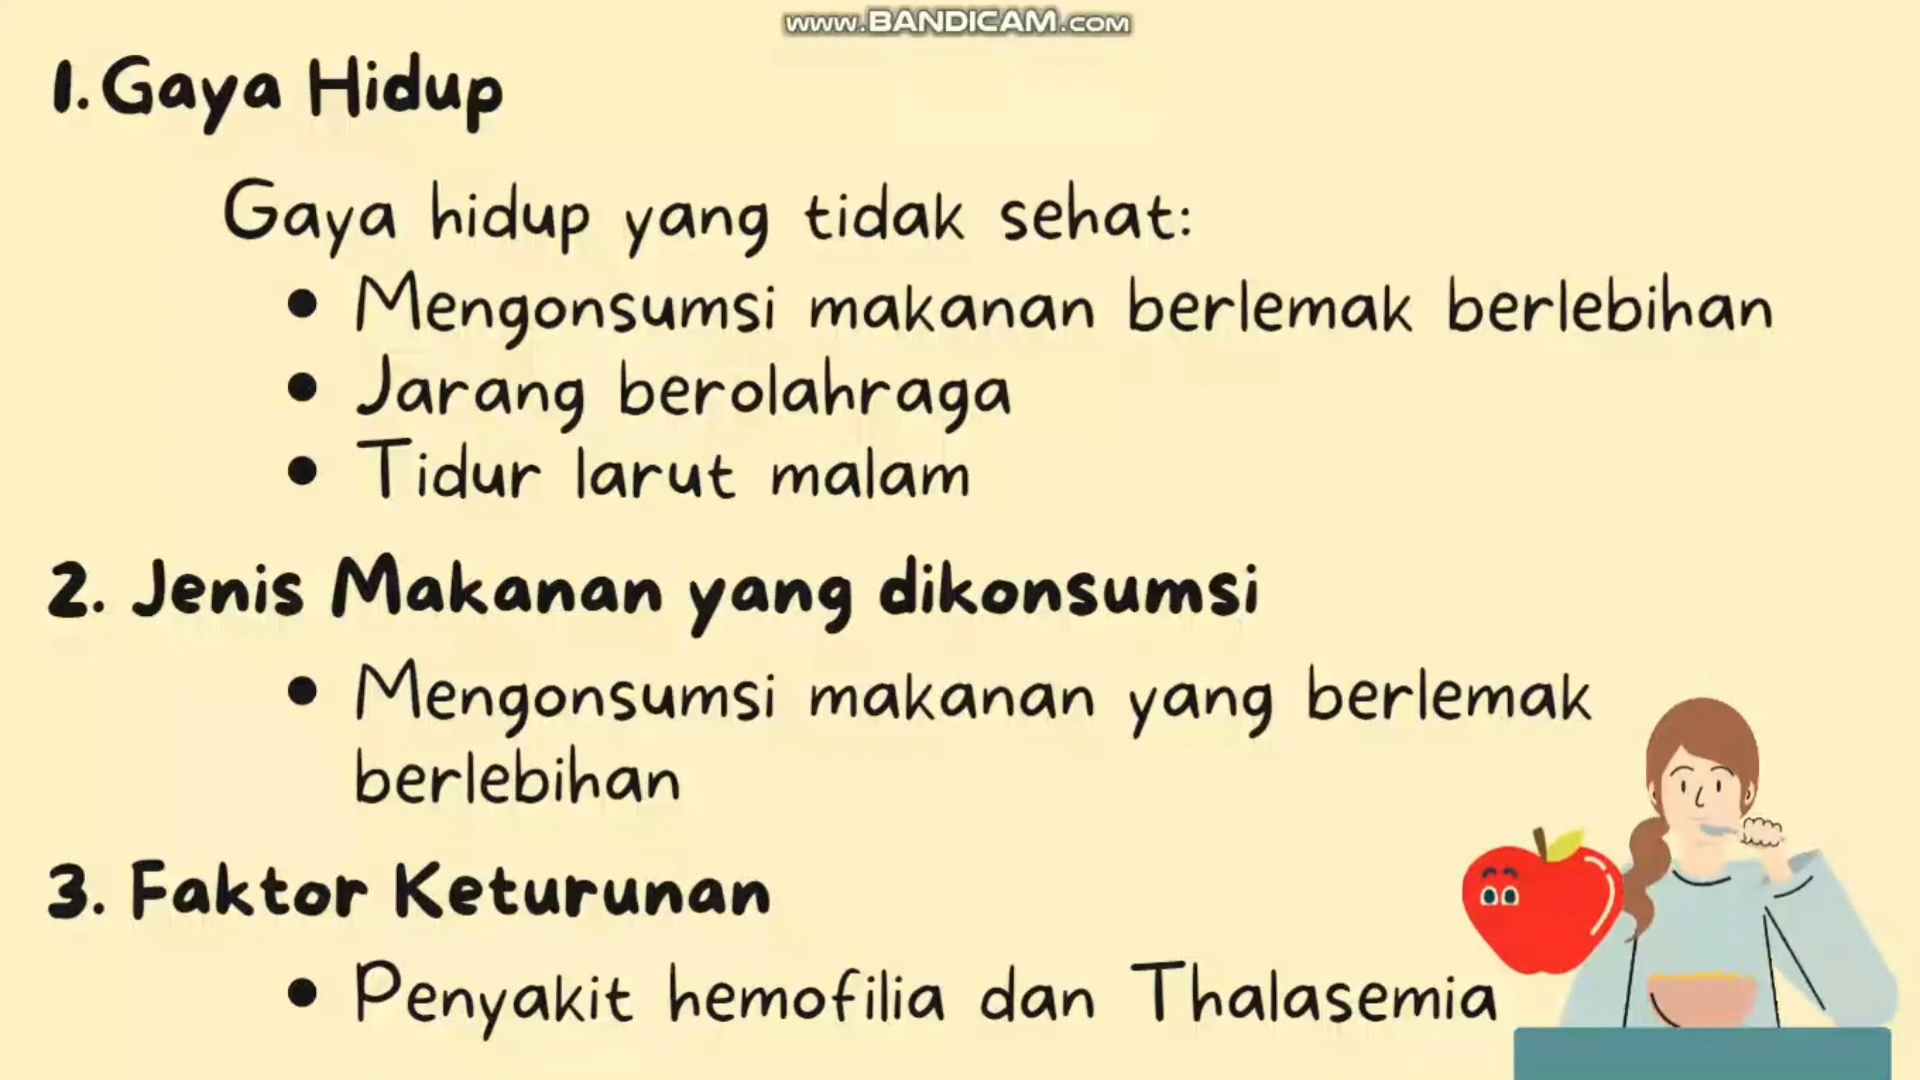 www.BANDICAM.com
1. Gaya Hidup
Gaya hidup yang tidak sehat:
• Mengonsumsi makanan berlemak berlebihan
• Jarang berolahraga
• Tidur larut malam
2. Jenis Makanan yang dikonsumsi
• Mengonsumsi makanan yang berlemak
berlebihan
3. Faktor Keturunan
• Penyakit hemofilia dan Thalasemia